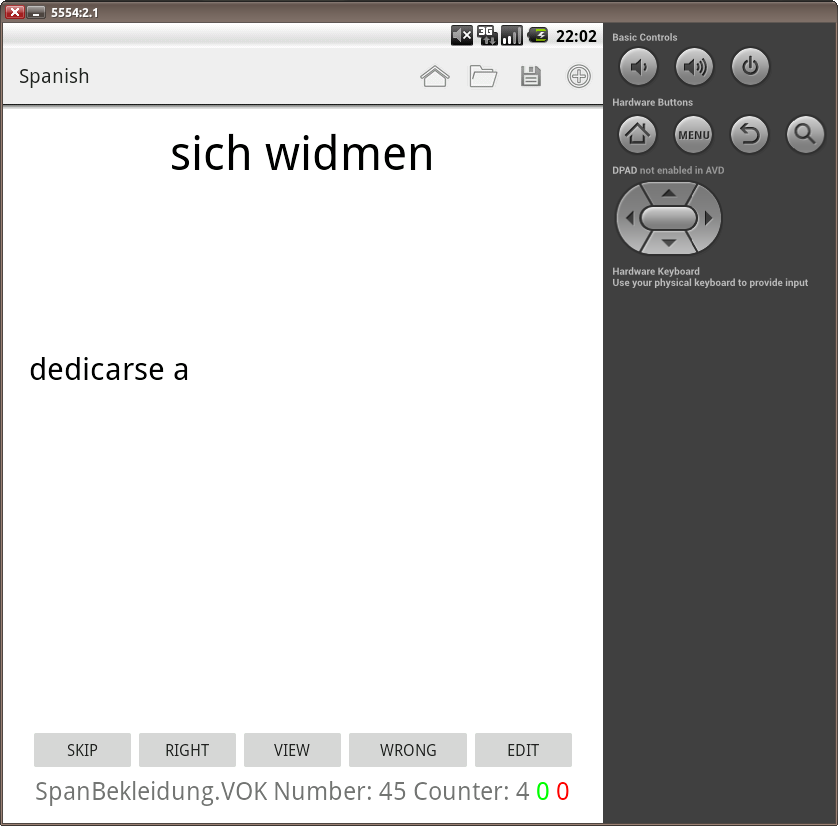 5554:2.1
3G 22:02
Spanish
sich widmen
dedicarse a
SKIP RIGHT VIEW WRONG EDIT
SpanBekleidung.VOK Number: 45 Counter: 4 0 0
Basic Controls
Hardware Buttons
MENU
DPAD not enabled in AVD
Hardware Keyboard
Use your physical keyboard to provide input